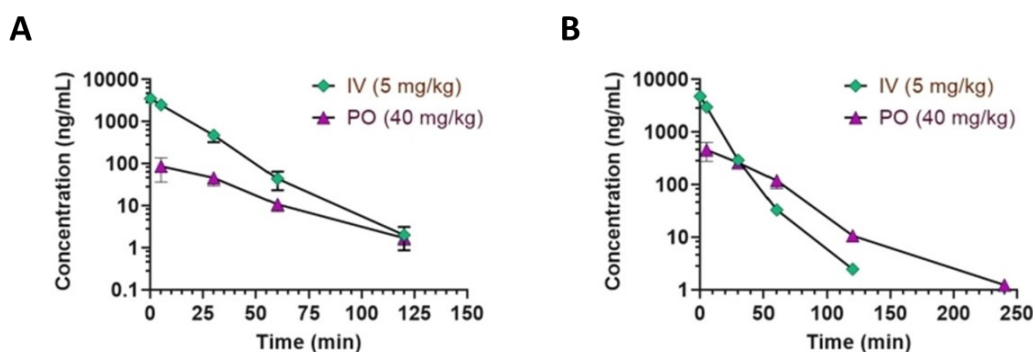 A
B
Concentration (ng/mL)
10000
1000
100
10
1
0.1
IV (5 mg/kg)
PO (40 mg/kg)
0 25 50 75 100 125 150
Time (min)
Concentration (ng/mL)
10000
1000
100
10
1
IV (5 mg/kg)
PO (40 mg/kg)
0 50 100 150 200 250
Time (min)